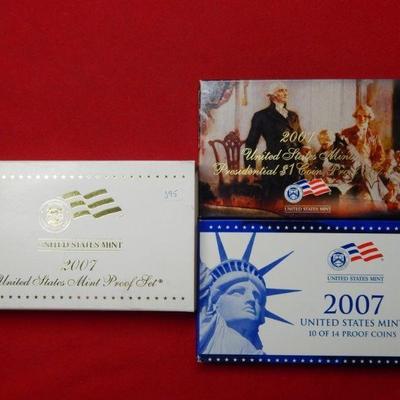 395
UNITED STATES MINT
2007
United States Mint Proof Set®
2007
United States Mint
Presidential $1 Coin Proof
UNITED STATES MINT
UNITED STATES MINT
2007
UNITED STATES MINT
10 OF 14 PROOF COINS